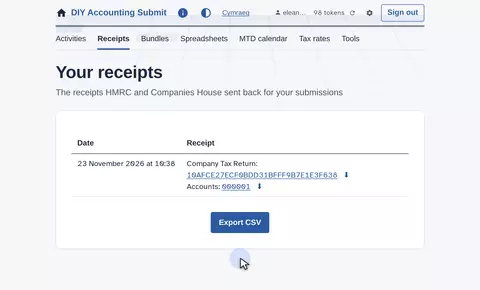 DIY Accounting Submit
Cymraeg
elean...
98 tokens
Sign out
Activities
Receipts
Bundles
Spreadsheets
MTD calendar
Tax rates
Tools
Your receipts
The receipts HMRC and Companies House sent back for your submissions
Date
Receipt
23 November 2026 at 10:38
Company Tax Return:
10AFCE27ECF0BDD31BFFF9B7E1E3F638
Accounts: 000001
Export CSV